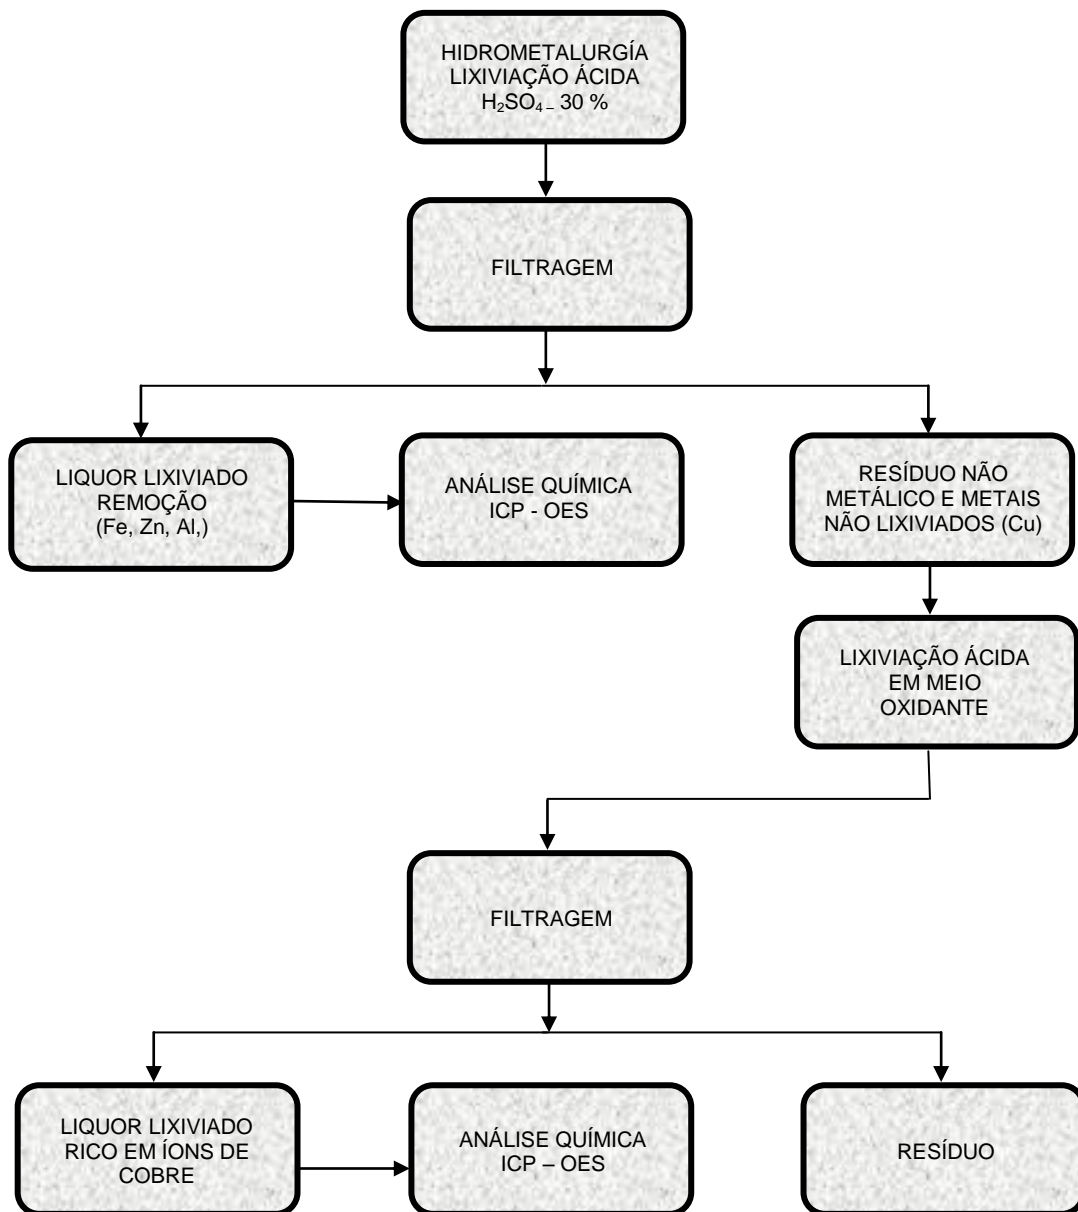 HIDROMETALURGÍA
LIXIVIAÇÃO ÁCIDA
H₂SO₄ – 30 %
FILTRAGEM
LIQUOR LIXIVIADO
REMOÇÃO
(Fe, Zn, Al,)
ANÁLISE QUÍMICA
ICP - OES
RESÍDUO NÃO
METÁLICO E METAIS
NÃO LIXIVIADOS (Cu)
LIXIVIAÇÃO ÁCIDA
EM MEIO
OXIDANTE
FILTRAGEM
LIQUOR LIXIVIADO
RICO EM ÍONS DE
COBRE
ANÁLISE QUÍMICA
ICP – OES
RESÍDUO